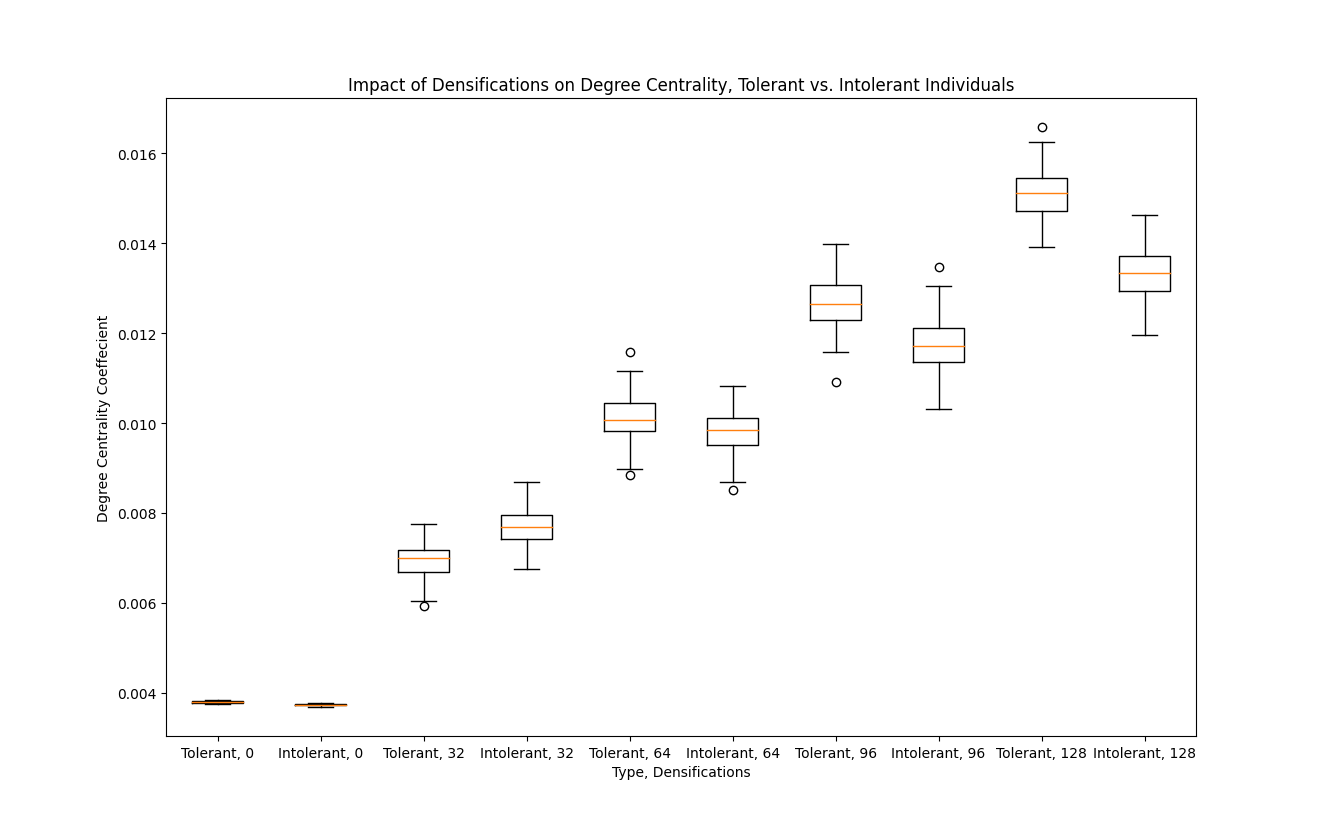 Impact of Densifications on Degree Centrality, Tolerant vs. Intolerant Individuals
Degree Centrality Coeffecient
0.016
0.014
0.012
0.010
0.008
0.006
0.004
Tolerant, 0 Intolerant, 0 Tolerant, 32 Intolerant, 32 Tolerant, 64 Intolerant, 64 Tolerant, 96 Intolerant, 96 Tolerant, 128 Intolerant, 128
Type, Densifications